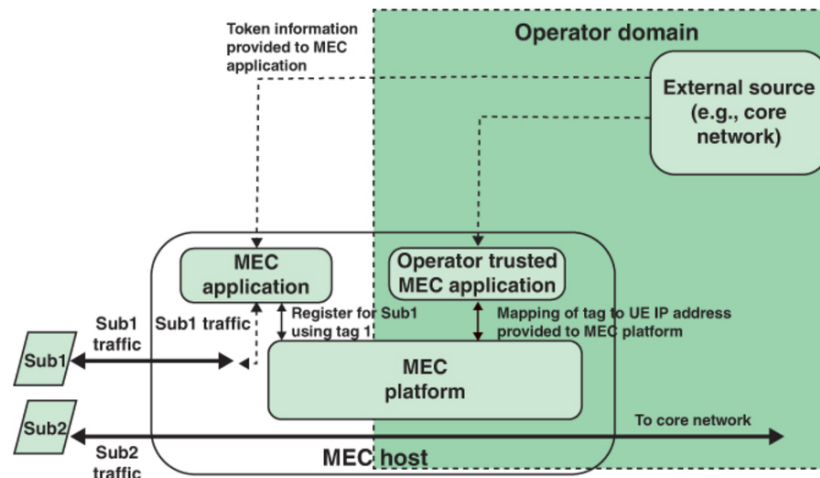 Token information
provided to MEC
application
Operator domain
External source
(e.g., core
network)
MEC
application
Operator trusted
MEC application
Sub1
traffic
Sub1 traffic
Register for Sub1
using tag 1
Mapping of tag to UE IP address
provided to MEC platform
Sub1
MEC
platform
Sub2
To core network
Sub2
traffic
MEC host